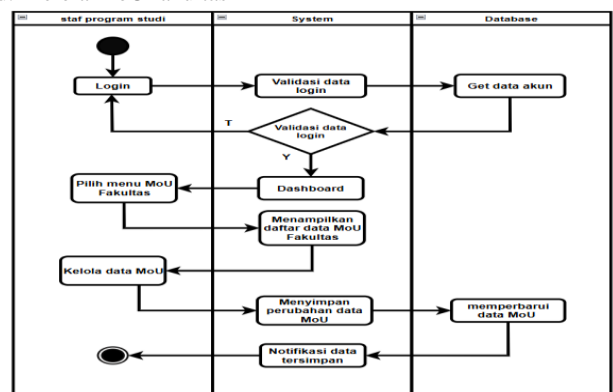 staf program studi
System
Database
Login
Validasi data
login
Get data akun
T
Validasi data
login
Y
Pilih menu MoU
Fakultas
Dashboard
Menampilkan
daftar data MoU
Fakultas
Kelola data MoU
Menyimpan
perubahan data
MoU
memperbarui
data MoU
Notifikasi data
tersimpan